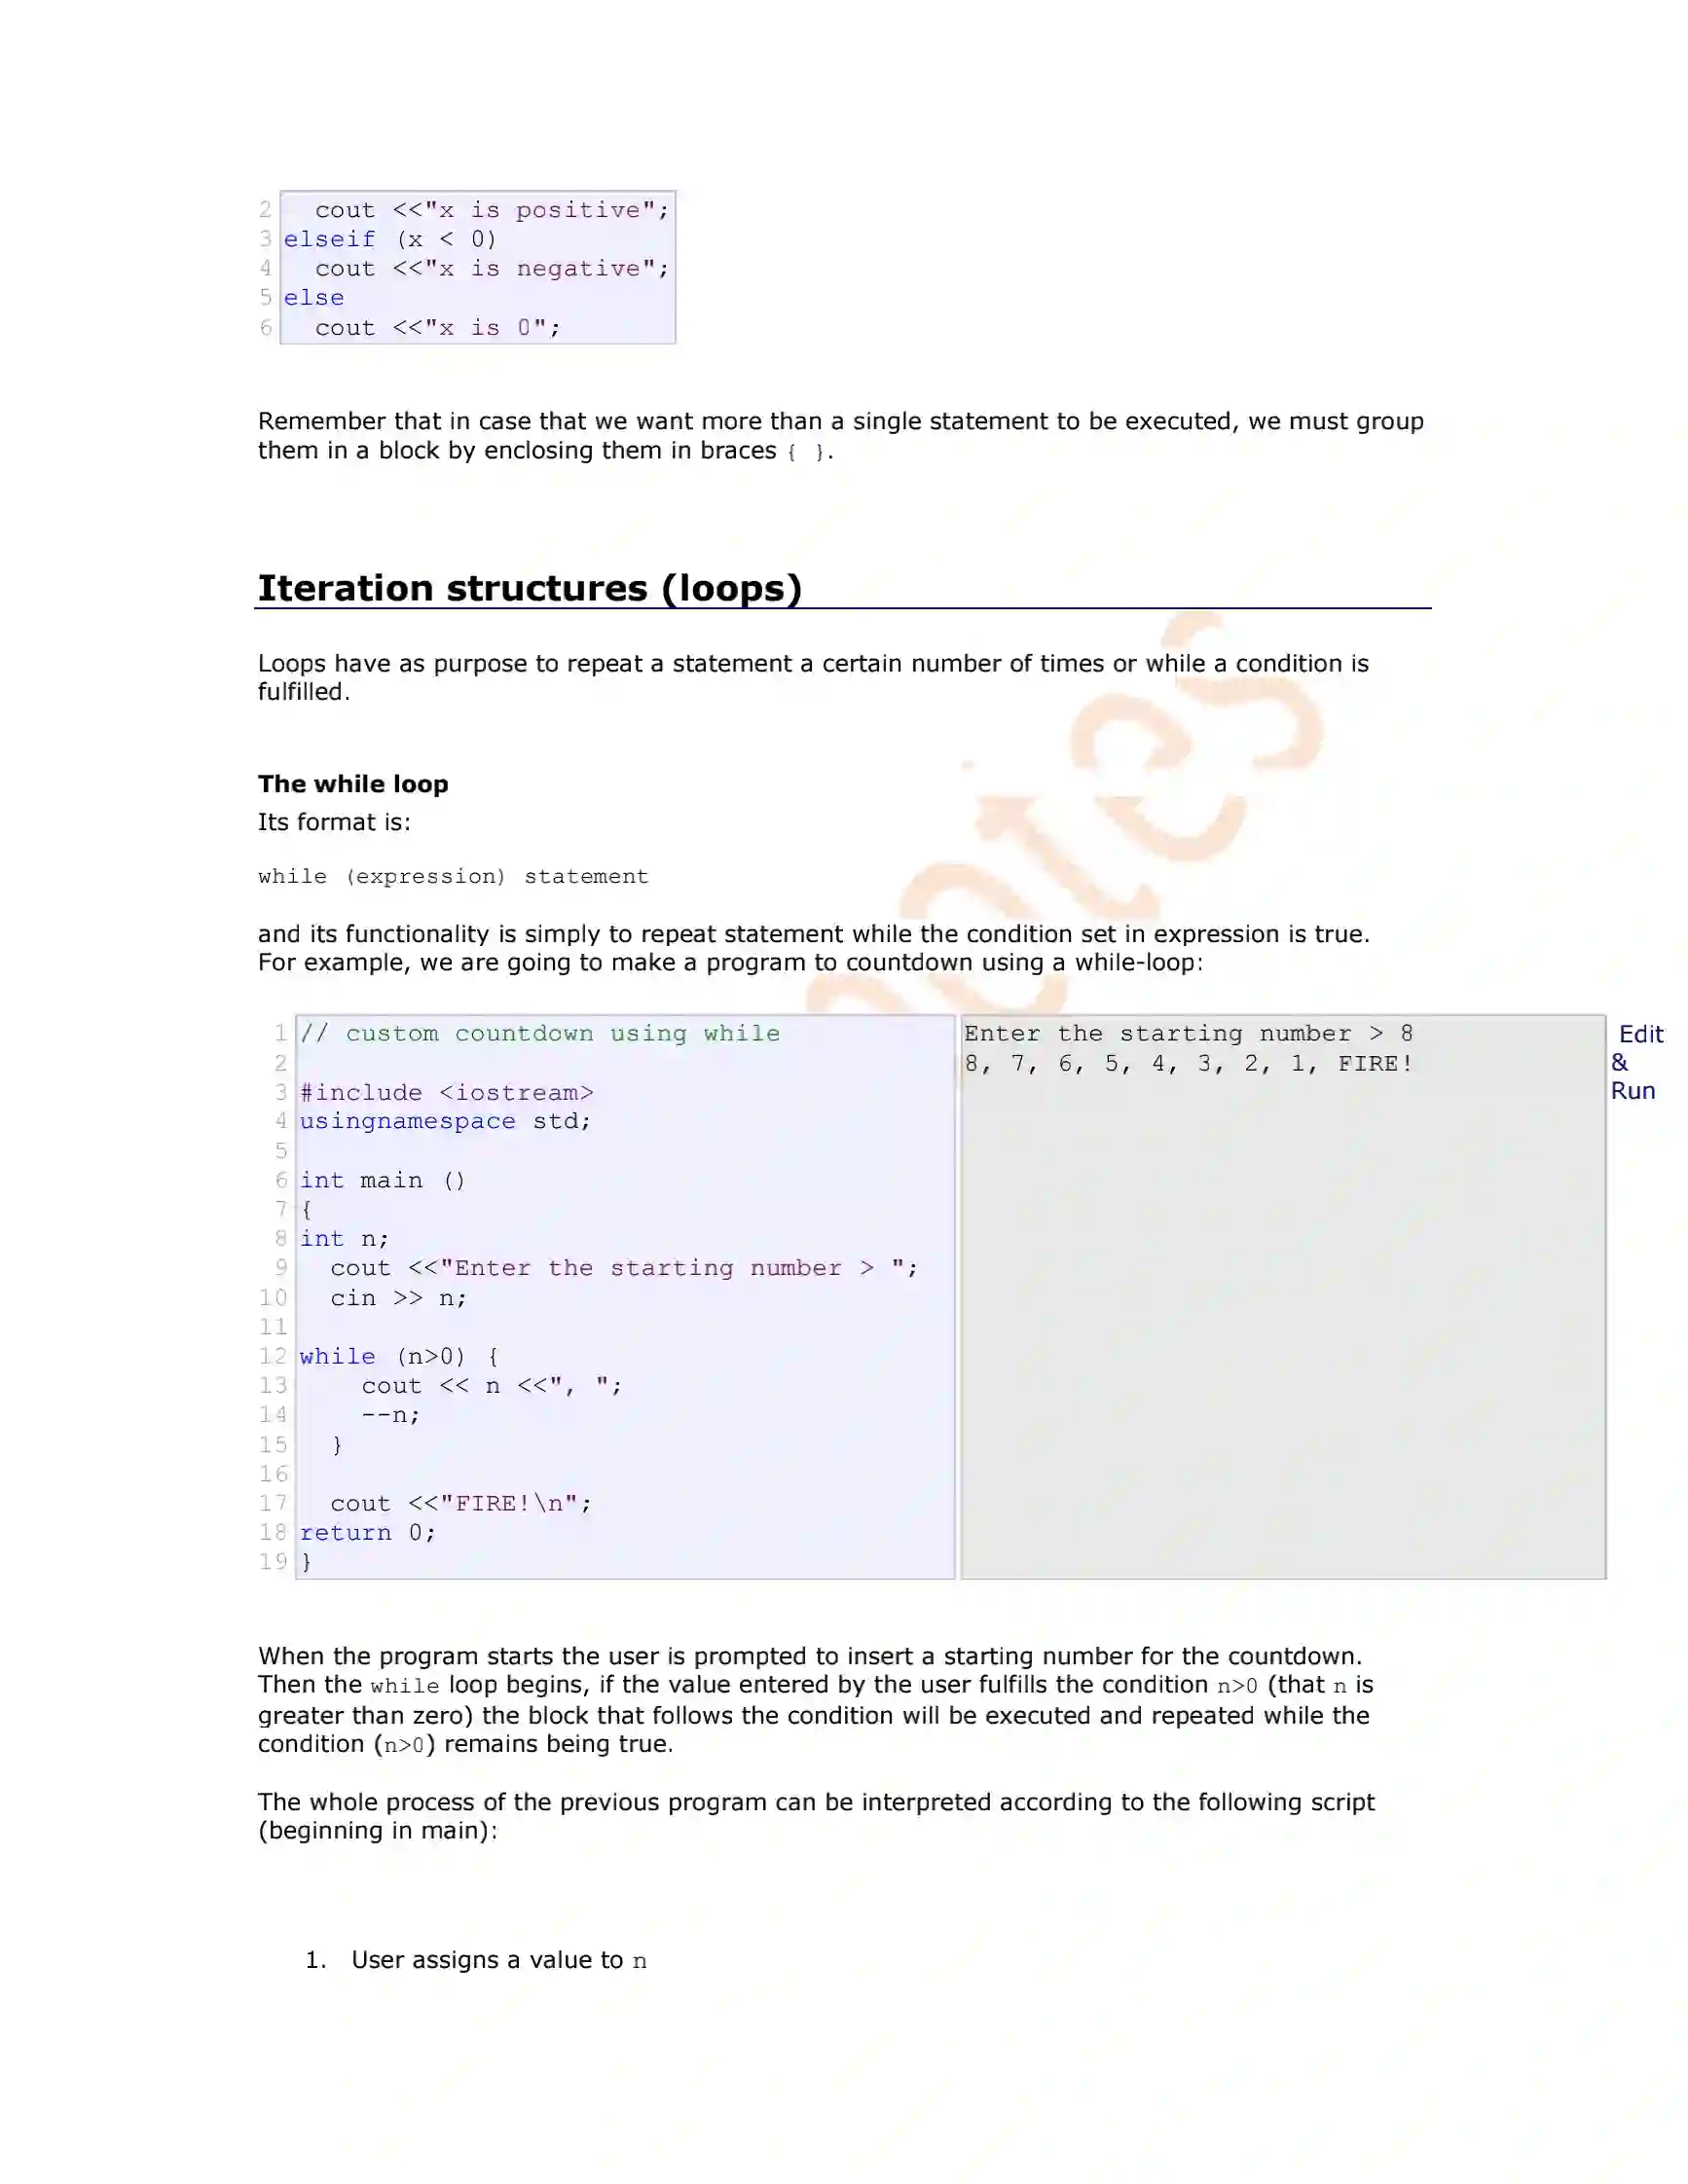 2   cout <<"x is positive";
3 elseif (x < 0)
4   cout <<"x is negative";
5 else
6   cout <<"x is 0";
Remember that in case that we want more than a single statement to be executed, we must group
them in a block by enclosing them in braces { }.
Iteration structures (loops)
Loops have as purpose to repeat a statement a certain number of times or while a condition is
fulfilled.
The while loop
Its format is:
while (expression) statement
and its functionality is simply to repeat statement while the condition set in expression is true.
For example, we are going to make a program to countdown using a while-loop:
1 // custom countdown using while
2
3 #include <iostream>
4 usingnamespace std;
5
6 int main ()
7 {
8 int n;
9   cout <<"Enter the starting number > ";
10   cin >> n;
11
12 while (n>0) {
13     cout << n <<", ";
14     --n;
15   }
16
17   cout <<"FIRE!\n";
18 return 0;
19 }
Enter the starting number > 8
8, 7, 6, 5, 4, 3, 2, 1, FIRE!
Edit
&
Run
When the program starts the user is prompted to insert a starting number for the countdown.
Then the while loop begins, if the value entered by the user fulfills the condition n>0 (that n is
greater than zero) the block that follows the condition will be executed and repeated while the
condition (n>0) remains being true.
The whole process of the previous program can be interpreted according to the following script
(beginning in main):
1. User assigns a value to n